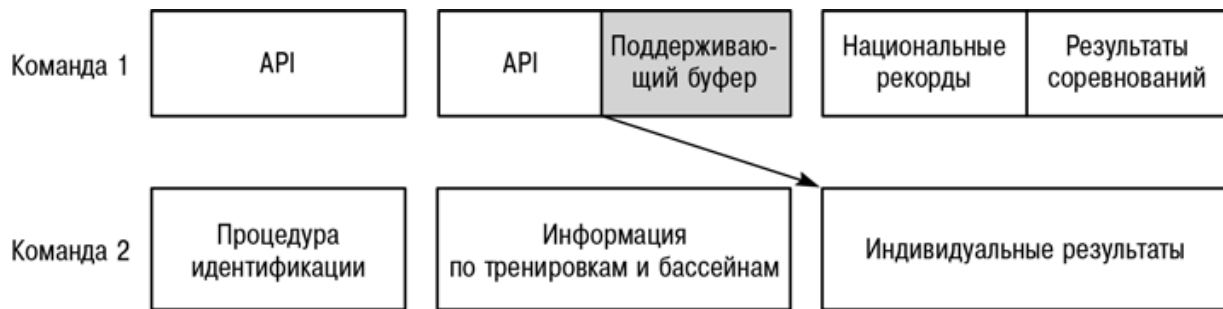 Команда 1
API
API
Поддерживаю-
щий буфер
Национальные
рекорды
Результаты
соревнований
Команда 2
Процедура
идентификации
Информация
по тренировкам и бассейнам
Индивидуальные результаты